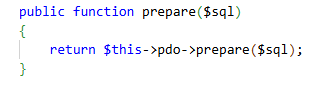 public function prepare($sql)
{
    return $this->pdo->prepare($sql);
}